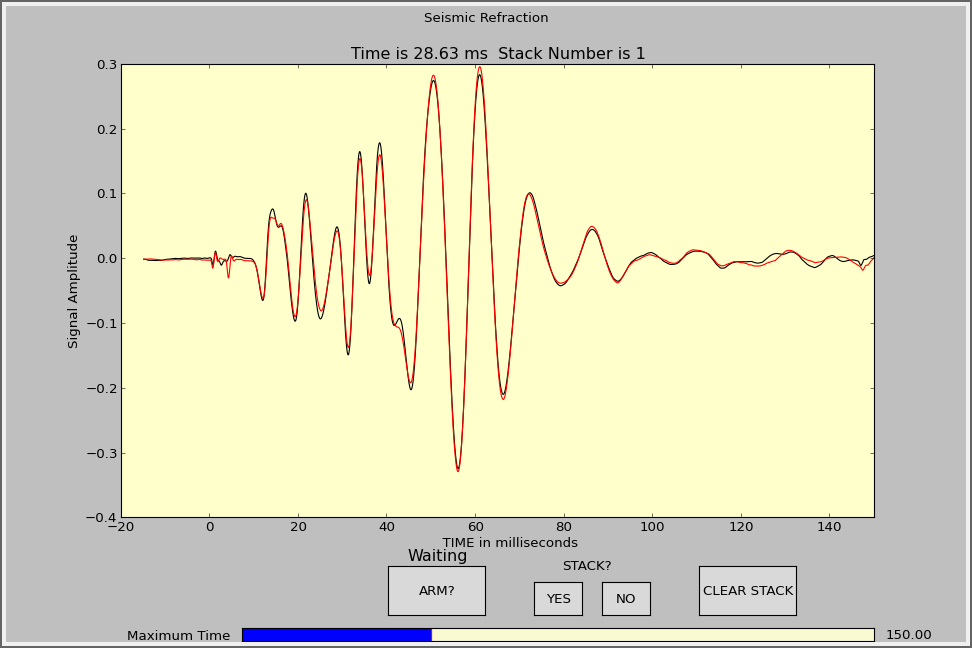 Seismic Refraction
Time is 28.63 ms  Stack Number is 1
0.3
0.2
0.1
0.0
−0.1
−0.2
−0.3
−0.4
Signal Amplitude
−20 0 20 40 60 80 100 120 140
TIME in milliseconds
Waiting
STACK?
ARM?
YES
NO
CLEAR STACK
Maximum Time
150.00